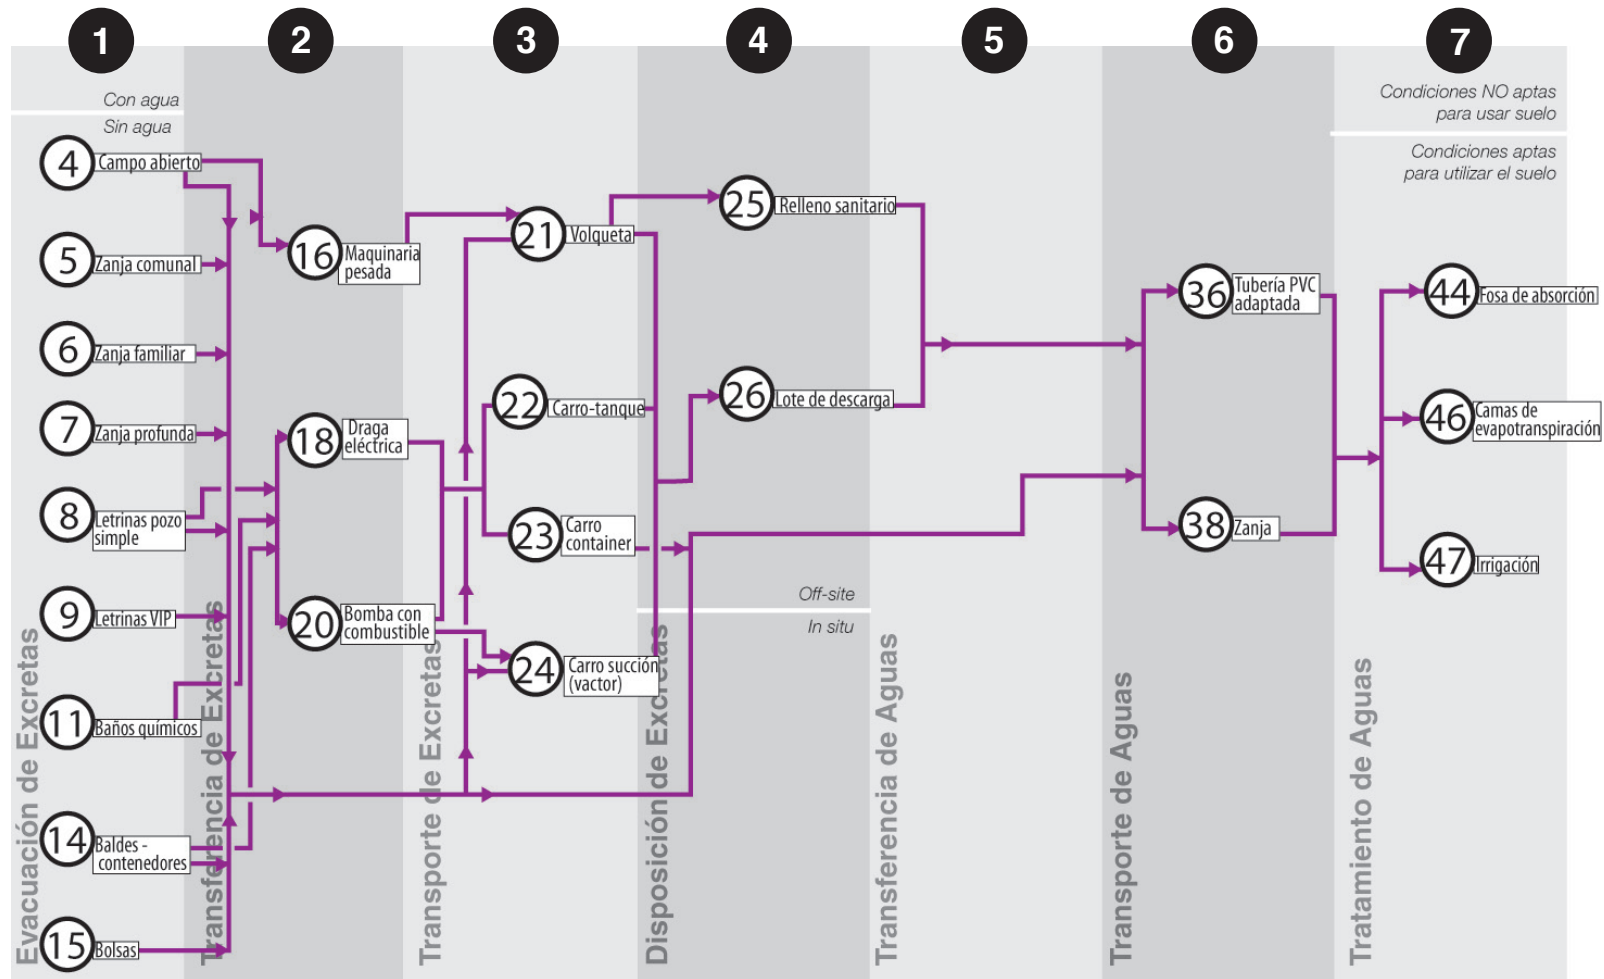 1
2
3
4
5
6
7
Con agua
Sin agua
4
Campo abierto
5
Zanja comunal
6
Zanja familiar
7
Zanja profunda
8
Letrinas pozo
simple
9
Letrinas VIP
11
Baños químicos
14
Baldes -
contenedores
15
Bolsas
Evacuación de Excretas
16
Maquinaria
pesada
18
Draga
eléctrica
20
Bomba con
combustible
Transferencia de Excretas
21
Volqueta
22
Carro-tanque
23
Carro
container
24
Carro succión
(vactor)
Transporte de Excretas
25
Relleno sanitario
26
Lote de descarga
Off-site
In situ
Disposición de Excretas
Transferencia de Aguas
36
Tubería PVC
adaptada
38
Zanja
Transporte de Aguas
Condiciones NO aptas
para usar suelo
Condiciones aptas
para utilizar el suelo
44
Fosa de absorción
46
Camas de
evapotranspiración
47
Irrigación
Tratamiento de Aguas